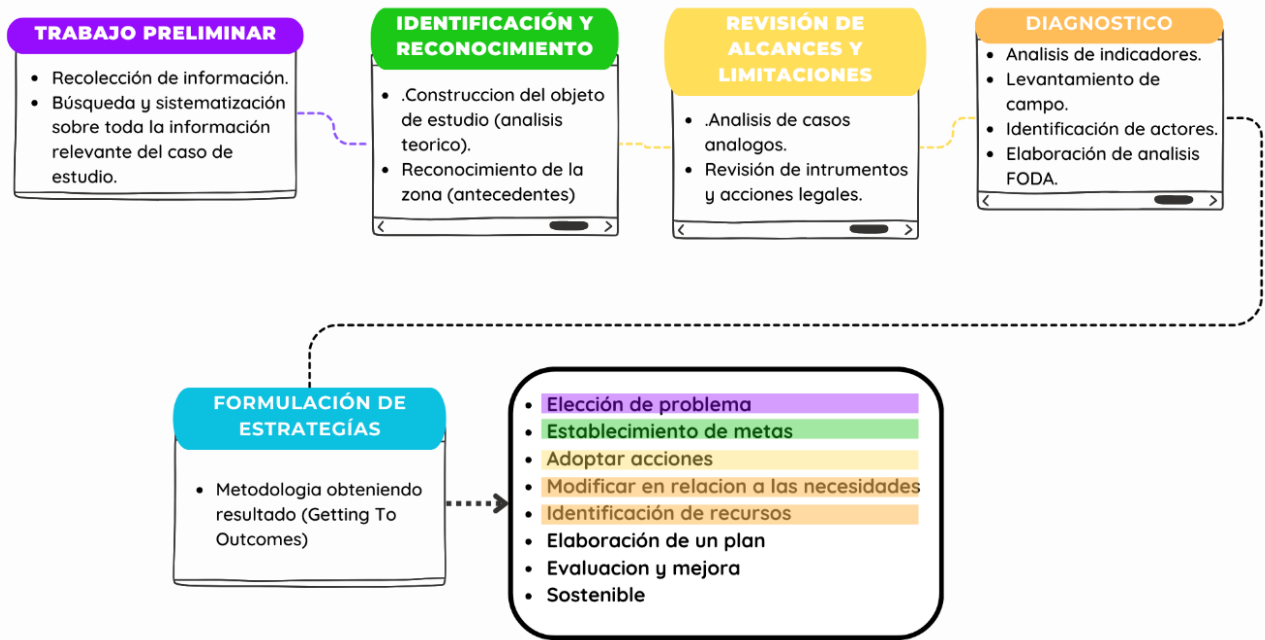 TRABAJO PRELIMINAR
• Recolección de información.
• Búsqueda y sistematización
sobre toda la información
relevante del caso de
estudio.
IDENTIFICACIÓN Y
RECONOCIMIENTO
• .Construccion del objeto
de estudio (analisis
teorico).
• Reconocimiento de la
zona (antecedentes)
REVISIÓN DE
ALCANCES Y
LIMITACIONES
• .Analisis de casos
analogos.
• Revisión de intrumentos
y acciones legales.
DIAGNOSTICO
• Analisis de indicadores.
• Levantamiento de
campo.
• Identificación de actores.
• Elaboración de analisis
FODA.
FORMULACIÓN DE
ESTRATEGÍAS
• Metodologia obteniendo
resultado (Getting To
Outcomes)
• Elección de problema
• Establecimiento de metas
• Adoptar acciones
• Modificar en relacion a las necesidades
• Identificación de recursos
• Elaboración de un plan
• Evaluacion y mejora
• Sostenible